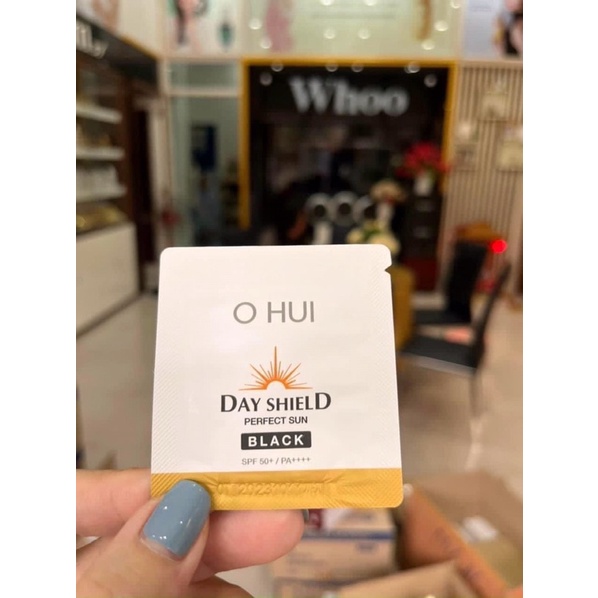 Whoo
O HUI
DAY SHIELD
PERFECT SUN
BLACK
SPF 50+ / PA++++